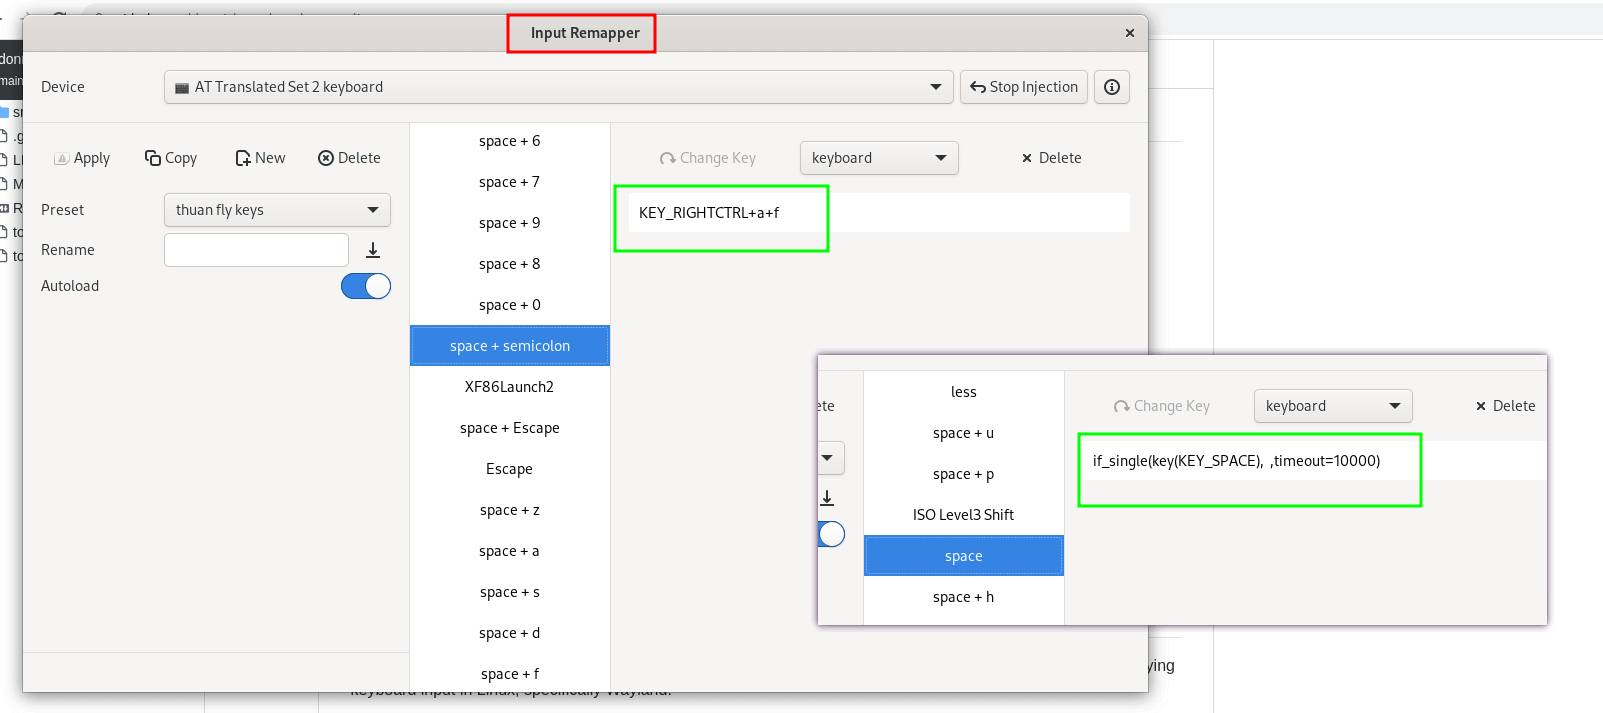 Input Remapper
Device
AT Translated Set 2 keyboard
Stop Injection
Apply
Copy
New
Delete
Preset
thuan fly keys
Rename
Autoload
space + 6
space + 7
space + 9
space + 8
space + 0
space + semicolon
XF86Launch2
space + Escape
Escape
space + z
space + a
space + s
space + d
space + f
Change Key
keyboard
Delete
KEY_RIGHTCTRL+a+f
less
space + u
space + p
ISO Level3 Shift
space
space + h
Change Key
keyboard
Delete
if_single(key(KEY_SPACE), ,timeout=10000)